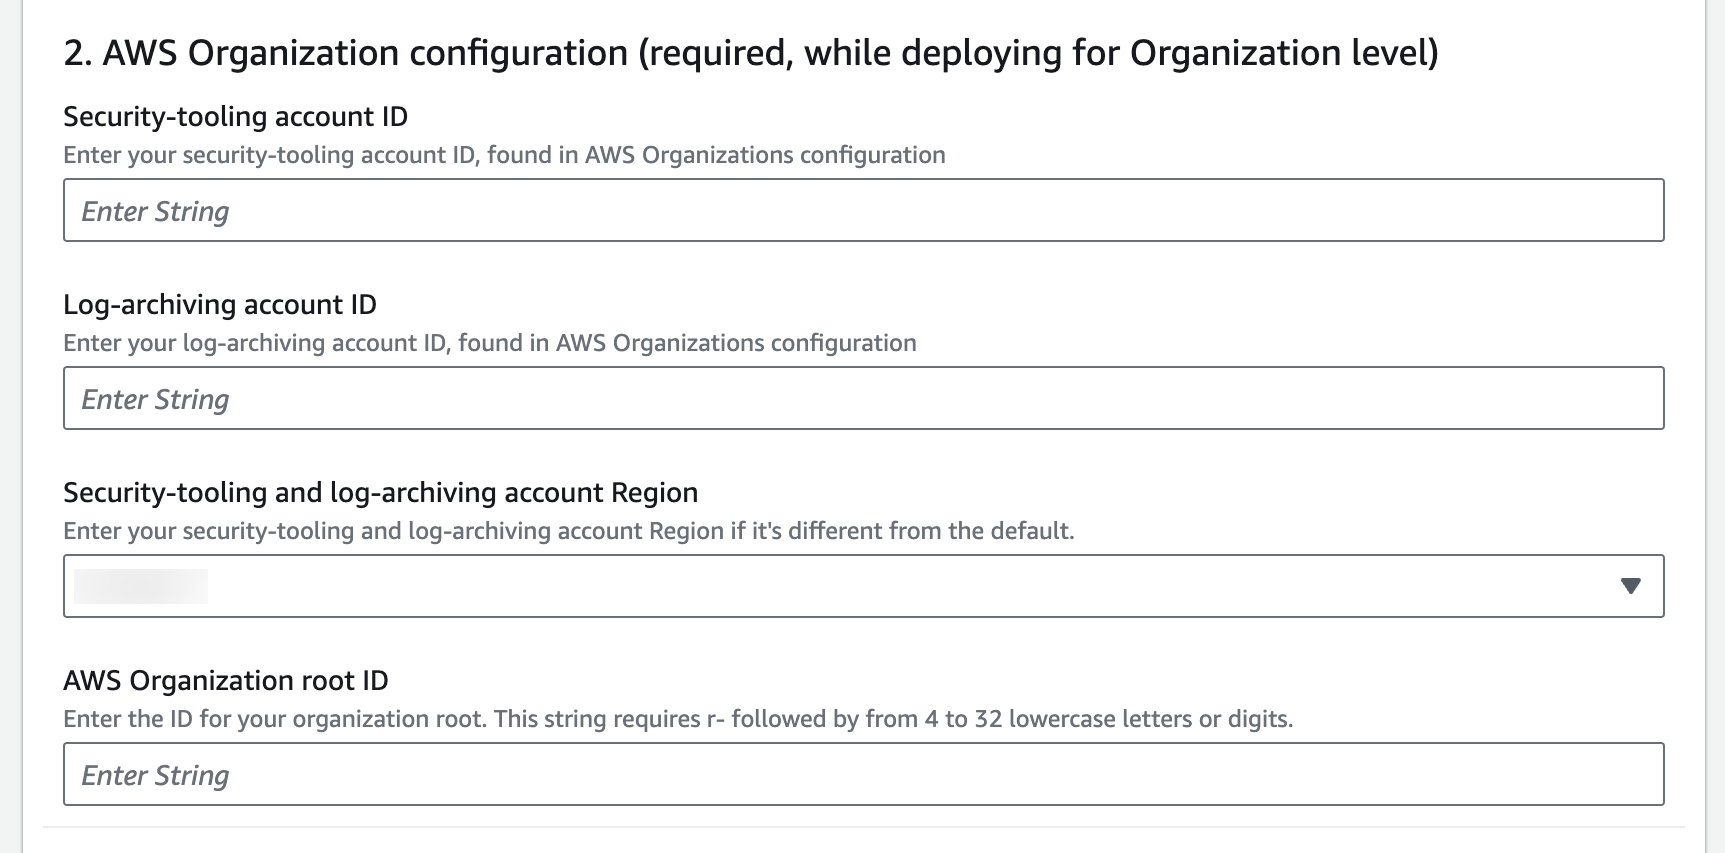 2. AWS Organization configuration (required, while deploying for Organization level)
Security-tooling account ID
Enter your security-tooling account ID, found in AWS Organizations configuration
Enter String
Log-archiving account ID
Enter your log-archiving account ID, found in AWS Organizations configuration
Enter String
Security-tooling and log-archiving account Region
Enter your security-tooling and log-archiving account Region if it's different from the default.
AWS Organization root ID
Enter the ID for your organization root. This string requires r- followed by from 4 to 32 lowercase letters or digits.
Enter String